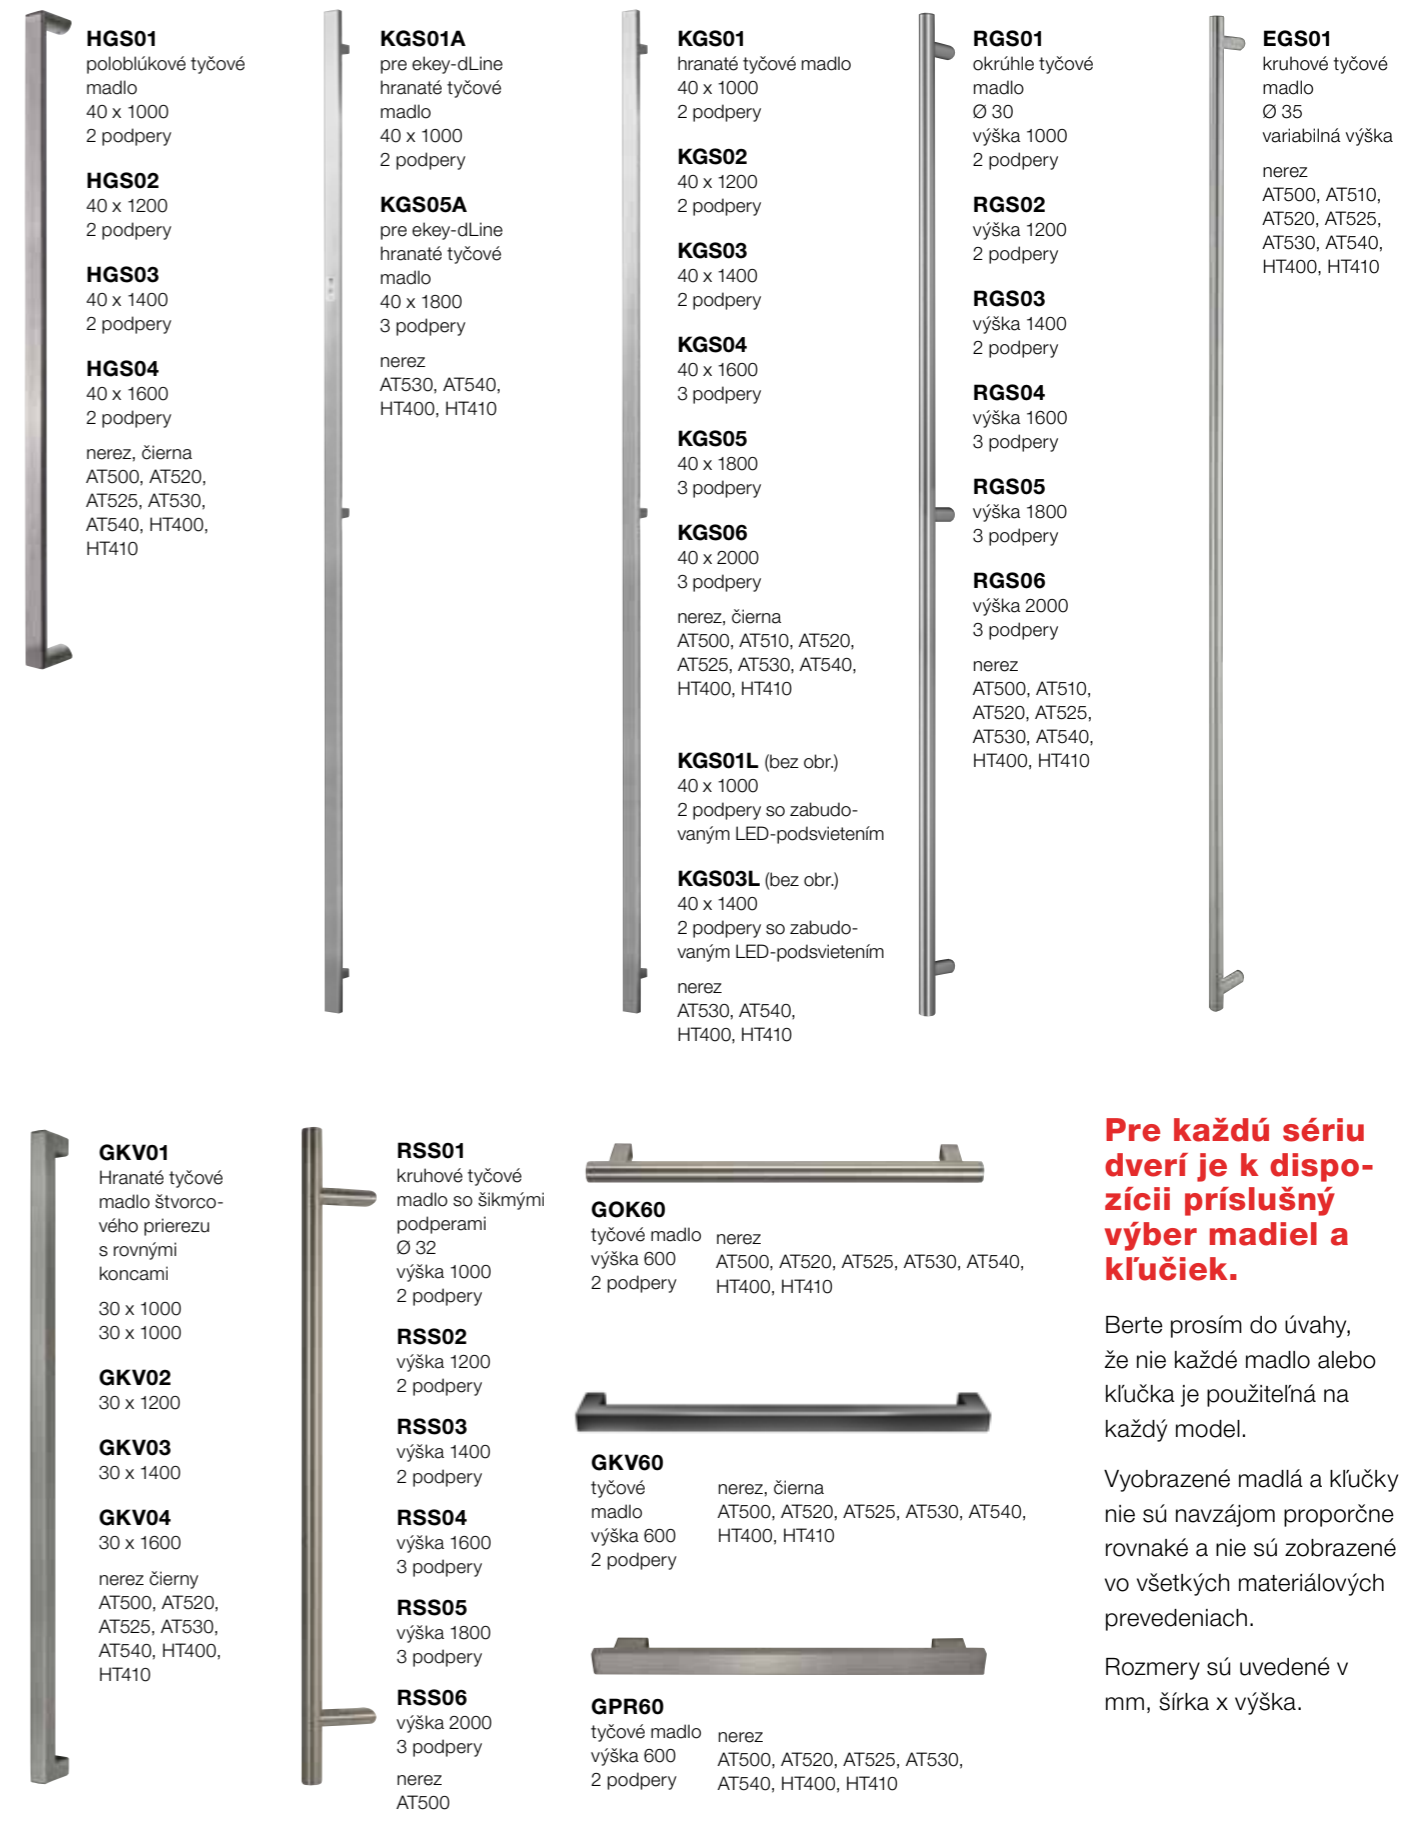 HGS01
poloblúkové tyčové
madlo
40 x 1000
2 podpery
HGS02
40 x 1200
2 podpery
HGS03
40 x 1400
2 podpery
HGS04
40 x 1600
2 podpery
nerez, čierna
AT500, AT520,
AT525, AT530,
AT540, HT400,
HT410
KGS01A
pre ekey-dLine
hranaté tyčové
madlo
40 x 1000
2 podpery
KGS05A
pre ekey-dLine
hranaté tyčové
madlo
40 x 1800
3 podpery
nerez
AT530, AT540,
HT400, HT410
KGS01
hranaté tyčové madlo
40 x 1000
2 podpery
KGS02
40 x 1200
2 podpery
KGS03
40 x 1400
2 podpery
KGS04
40 x 1600
3 podpery
KGS05
40 x 1800
3 podpery
KGS06
40 x 2000
3 podpery
nerez, čierna
AT500, AT510, AT520,
AT525, AT530, AT540,
HT400, HT410
KGS01L (bez obr.)
40 x 1000
2 podpery so zabudo-
vaným LED-podsvietením
KGS03L (bez obr.)
40 x 1400
2 podpery so zabudo-
vaným LED-podsvietením
nerez
AT530, AT540,
HT400, HT410
RGS01
okrúhle tyčové
madlo
Ø 30
výška 1000
2 podpery
RGS02
výška 1200
2 podpery
RGS03
výška 1400
2 podpery
RGS04
výška 1600
3 podpery
RGS05
výška 1800
3 podpery
RGS06
výška 2000
3 podpery
nerez
AT500, AT510,
AT520, AT525,
AT530, AT540,
HT400, HT410
EGS01
kruhové tyčové
madlo
Ø 35
variabilná výška
nerez
AT500, AT510,
AT520, AT525,
AT530, AT540,
HT400, HT410
GKV01
Hranaté tyčové
madlo štvorco-
vého prierezu
s rovnými
koncami
30 x 1000
30 x 1000
GKV02
30 x 1200
GKV03
30 x 1400
GKV04
30 x 1600
nerez čierny
AT500, AT520,
AT525, AT530,
AT540, HT400,
HT410
RSS01
kruhové tyčové
madlo so šikmými
podperami
Ø 32
výška 1000
2 podpery
RSS02
výška 1200
2 podpery
RSS03
výška 1400
2 podpery
RSS04
výška 1600
3 podpery
RSS05
výška 1800
3 podpery
RSS06
výška 2000
3 podpery
nerez
AT500
GOK60
tyčové madlo
výška 600
2 podpery
nerez
AT500, AT520, AT525, AT530, AT540,
HT400, HT410
GKV60
tyčové
madlo
výška 600
2 podpery
nerez, čierna
AT500, AT520, AT525, AT530, AT540,
HT400, HT410
GPR60
tyčové madlo
výška 600
2 podpery
nerez
AT500, AT520, AT525, AT530,
AT540, HT400, HT410
Pre každú sériu
dverí je k dispo-
zícii príslušný
výber madiel a
kľučiek.
Berte prosím do úvahy,
že nie každé madlo alebo
kľučka je použiteľná na
každý model.
Vyobrazené madlá a kľučky
nie sú navzájom proporčne
rovnaké a nie sú zobrazené
vo všetkých materiálových
prevedeniach.
Rozmery sú uvedené v
mm, šírka x výška.